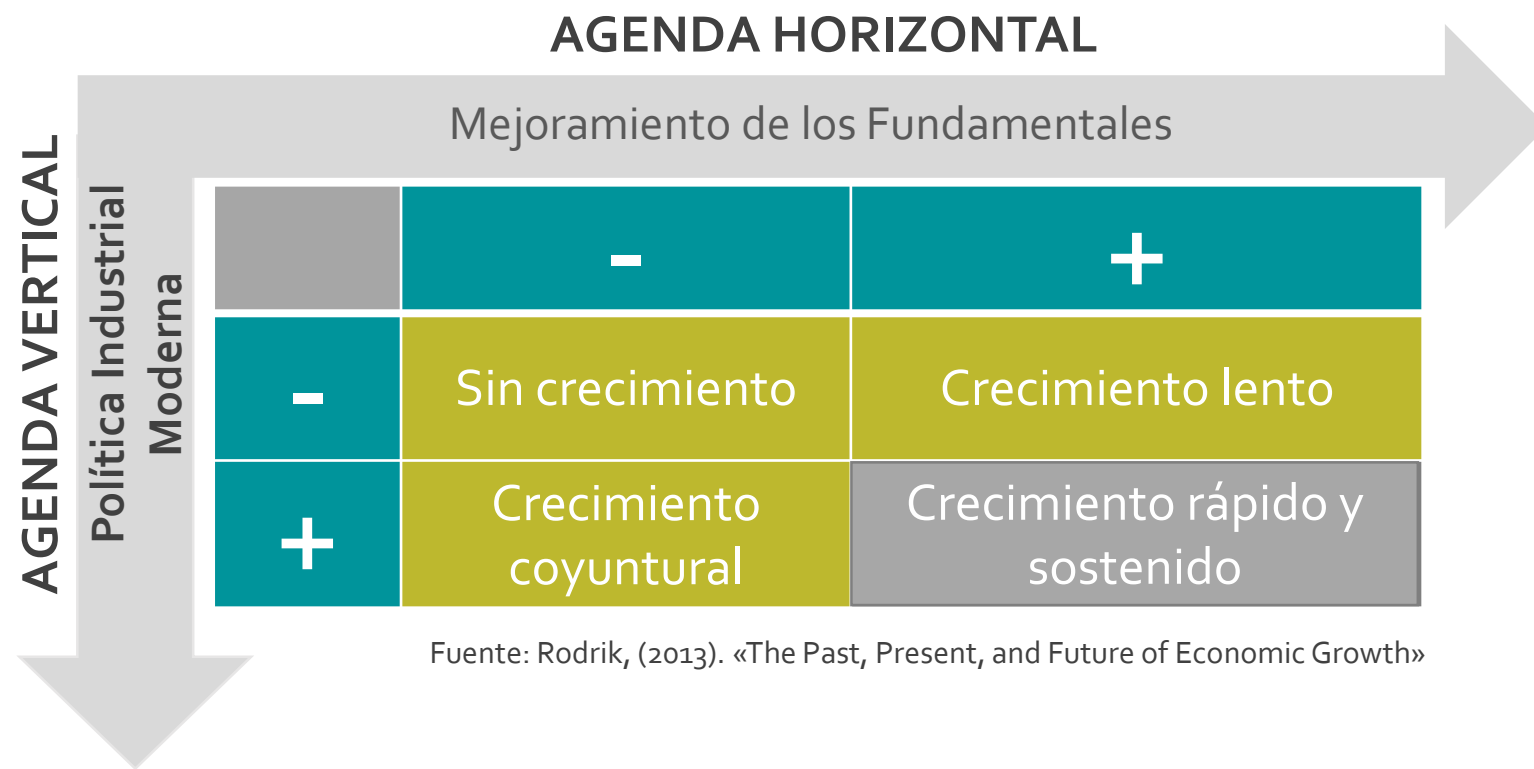 AGENDA HORIZONTAL
Mejoramiento de los Fundamentales
AGENDA VERTICAL
Política Industrial
Moderna
-
+
-
Sin crecimiento
Crecimiento lento
+
Crecimiento
coyuntural
Crecimiento rápido y
sostenido
Fuente: Rodrik, (2013). «The Past, Present, and Future of Economic Growth»